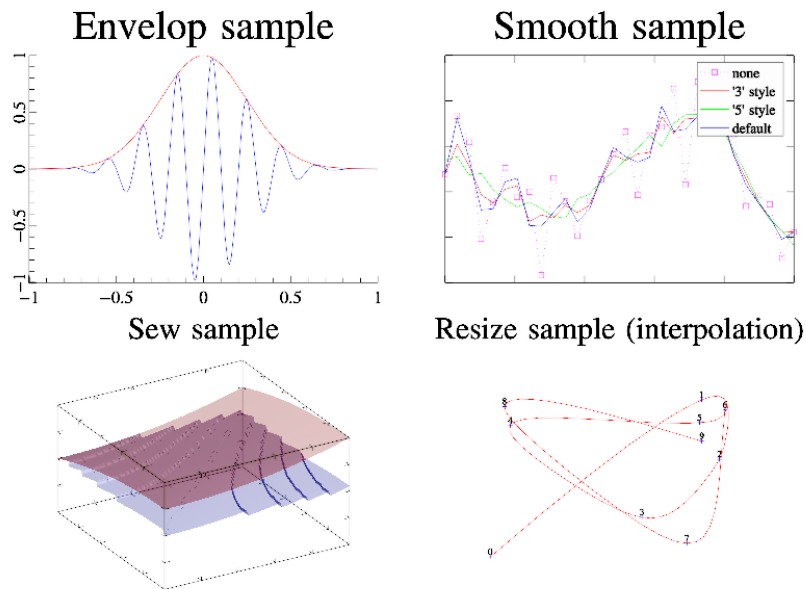 Envelop sample
Smooth sample
1
0.5
0
−0.5
−1
−1
−0.5
0
0.5
1
none
'3' style
'5' style
default
Sew sample
Resize sample (interpolation)
8
1
6
4
5
9
2
3
7
0